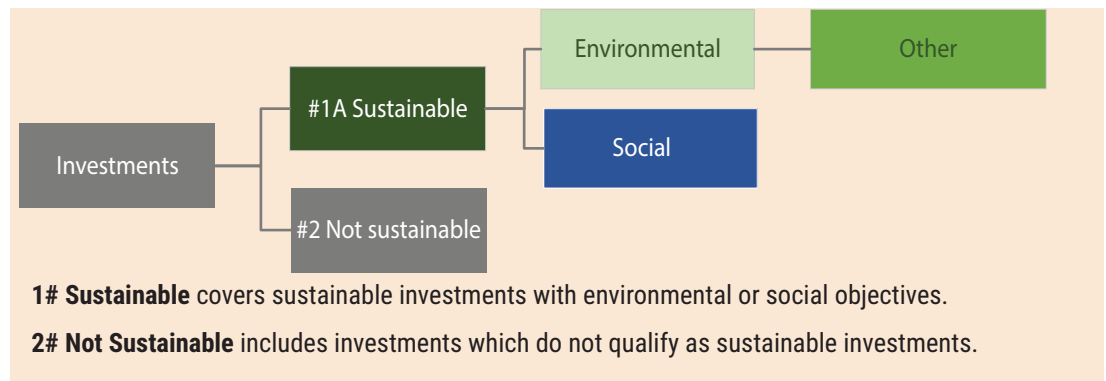 Environmental
Other
#1A Sustainable
Social
Investments
#2 Not sustainable
1# Sustainable covers sustainable investments with environmental or social objectives.
2# Not Sustainable includes investments which do not qualify as sustainable investments.